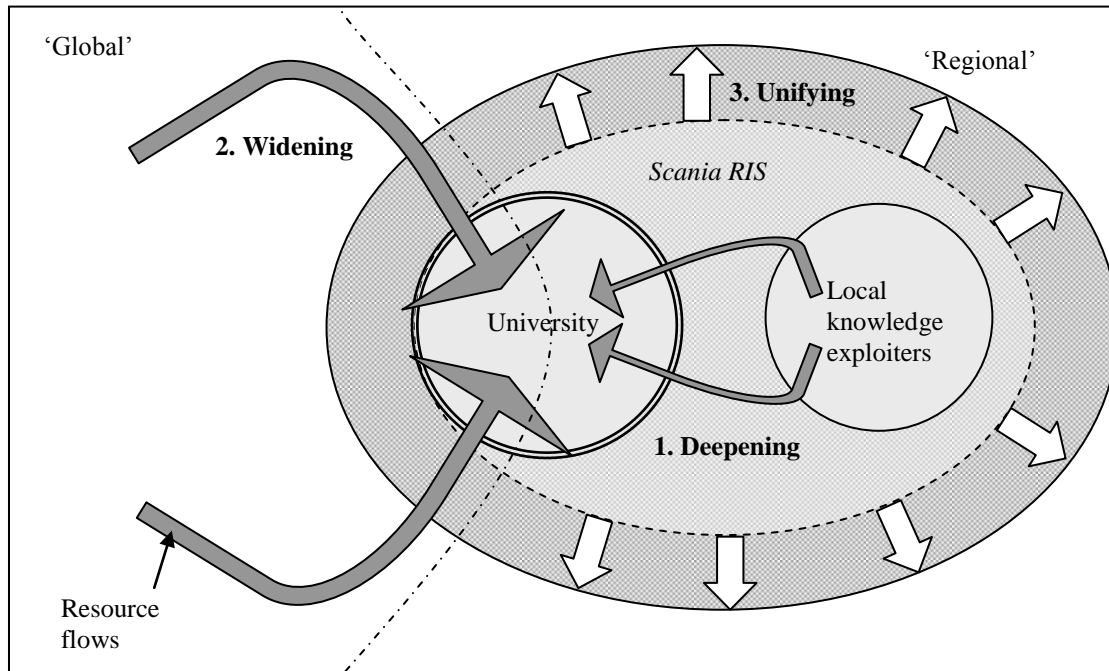 ‘Global’
‘Regional’
3. Unifying
2. Widening
Scania RIS
University
Local
knowledge
exploiters
1. Deepening
Resource
flows